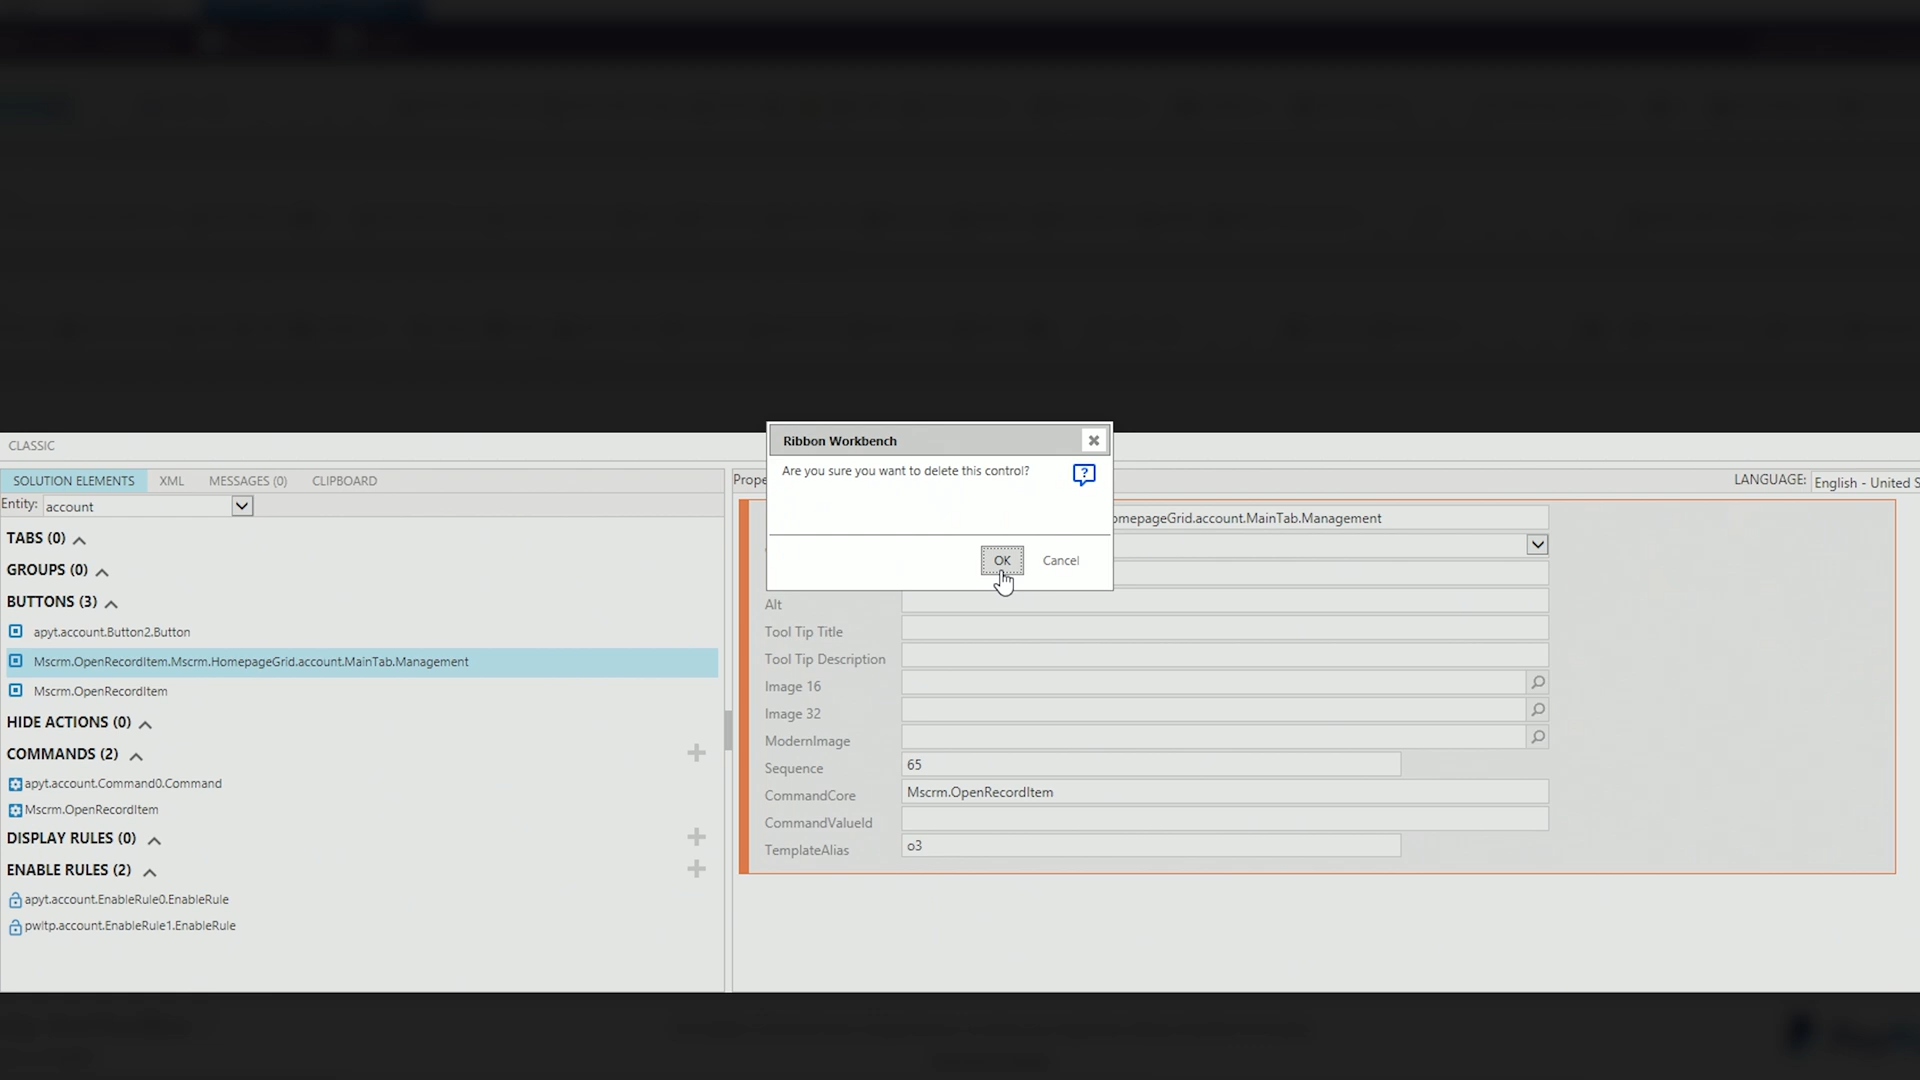 CLASSIC
SOLUTION ELEMENTS XML MESSAGES (0) CLIPBOARD
Entity: account
TABS (0)
GROUPS (0)
BUTTONS (3)
apyt.account.Button2.Button
Mscrm.OpenRecordItem.Mscrm.HomepageGrid.account.MainTab.Management
Mscrm.OpenRecordItem
HIDE ACTIONS (0)
COMMANDS (2)
apyt.account.Command0.Command
Mscrm.OpenRecordItem
DISPLAY RULES (0)
ENABLE RULES (2)
apyt.account.EnableRule0.EnableRule
pwltp.account.EnableRule1.EnableRule
Ribbon Workbench
Are you sure you want to delete this control?
OK Cancel
Prope
LANGUAGE: English - United S
omepageGrid.account.MainTab.Management
Alt
Tool Tip Title
Tool Tip Description
Image 16
Image 32
ModernImage
Sequence 65
CommandCore Mscrm.OpenRecordItem
CommandValueId
TemplateAlias o3